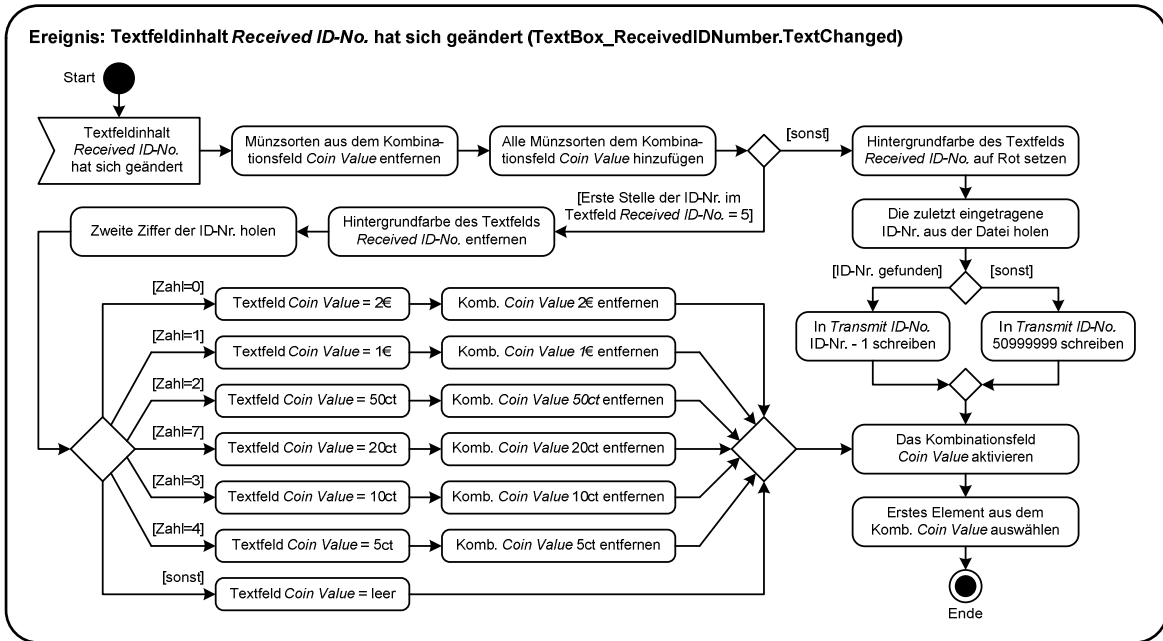 Ereignis: Textfeldinhalt Received ID-No. hat sich geändert (TextBox_ReceivedIDNumber.TextChanged)
Start
Textfeldinhalt
Received ID-No.
hat sich geändert
Münzsorten aus dem Kombina-
tionsfeld Coin Value entfernen
Alle Münzsorten dem Kombina-
tionsfeld Coin Value hinzufügen
[sonst]
Hintergrundfarbe des Textfelds
Received ID-No. auf Rot setzen
[Erste Stelle der ID-Nr. im
Textfeld Received ID-No. = 5]
Hintergrundfarbe des Textfelds
Received ID-No. entfernen
Zweite Ziffer der ID-Nr. holen
Die zuletzt eingetragene
ID-Nr. aus der Datei holen
[ID-Nr. gefunden]
[sonst]
In Transmit ID-No.
ID-Nr. - 1 schreiben
In Transmit ID-No.
50999999 schreiben
[Zahl=0]
Textfeld Coin Value = 2€
Komb. Coin Value 2€ entfernen
[Zahl=1]
Textfeld Coin Value = 1€
Komb. Coin Value 1€ entfernen
[Zahl=2]
Textfeld Coin Value = 50ct
Komb. Coin Value 50ct entfernen
[Zahl=7]
Textfeld Coin Value = 20ct
Komb. Coin Value 20ct entfernen
[Zahl=3]
Textfeld Coin Value = 10ct
Komb. Coin Value 10ct entfernen
[Zahl=4]
Textfeld Coin Value = 5ct
Komb. Coin Value 5ct entfernen
[sonst]
Textfeld Coin Value = leer
Das Kombinationsfeld
Coin Value aktivieren
Erstes Element aus dem
Komb. Coin Value auswählen
Ende